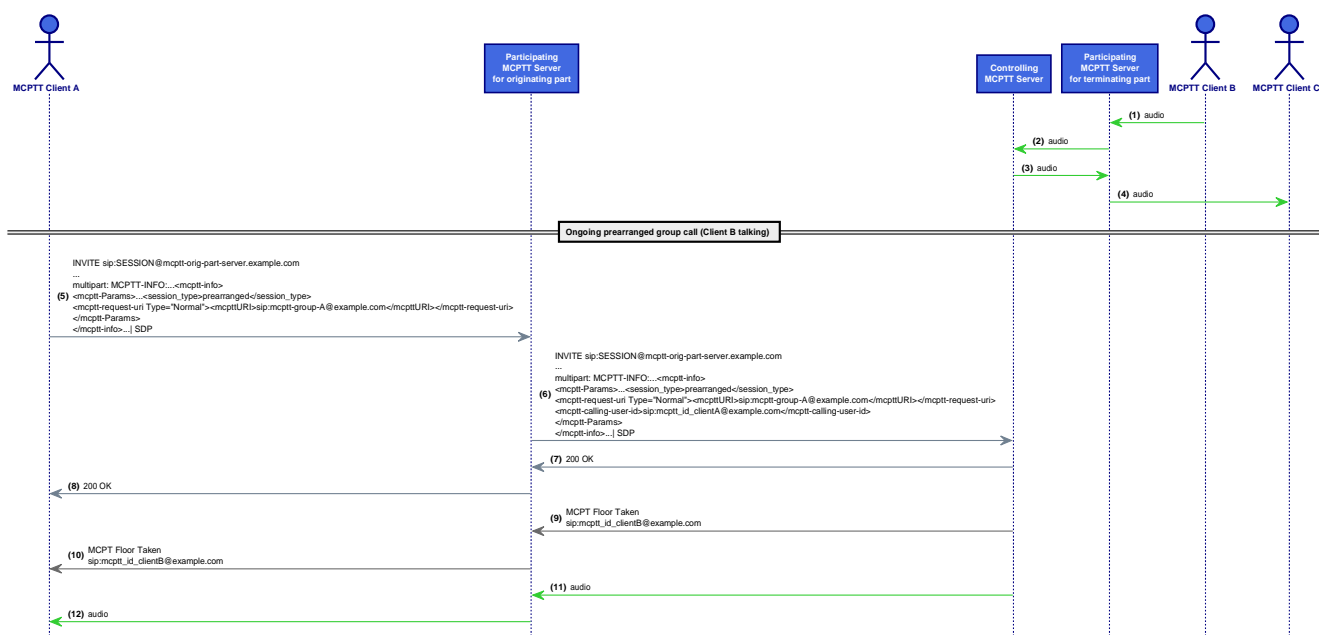 MCPTT Client A
Participating
MCPTT Server
for originating part
Controlling
MCPTT Server
Participating
MCPTT Server
for terminating part
MCPTT Client B
MCPTT Client C
(1) audio
(2) audio
(3) audio
(4) audio
Ongoing prearranged group call (Client B talking)
INVITE sip:SESSION@mcptt-orig-part-server.example.com
...
multipart: MCPTT-INFO:...<mcptt-info>
(5) <mcptt-Params>...<session_type>prearranged</session_type>
<mcptt-request-uri Type="Normal"><mcpttURI>sip:mcptt-group-A@example.com</mcpttURI></mcptt-request-uri>
</mcptt-Params>
</mcptt-info>...| SDP
INVITE sip:SESSION@mcptt-orig-part-server.example.com
...
multipart: MCPTT-INFO:...<mcptt-info>
<mcptt-Params>...<session_type>prearranged</session_type>
(6) <mcptt-request-uri Type="Normal"><mcpttURI>sip:mcptt-group-A@example.com</mcpttURI></mcptt-request-uri>
<mcptt-calling-user-id>sip:mcptt_id_clientA@example.com</mcptt-calling-user-id>
</mcptt-Params>
</mcptt-info>...| SDP
(7) 200 OK
(8) 200 OK
(9) MCPT Floor Taken
sip:mcptt_id_clientB@example.com
(10) MCPT Floor Taken
sip:mcptt_id_clientB@example.com
(11) audio
(12) audio